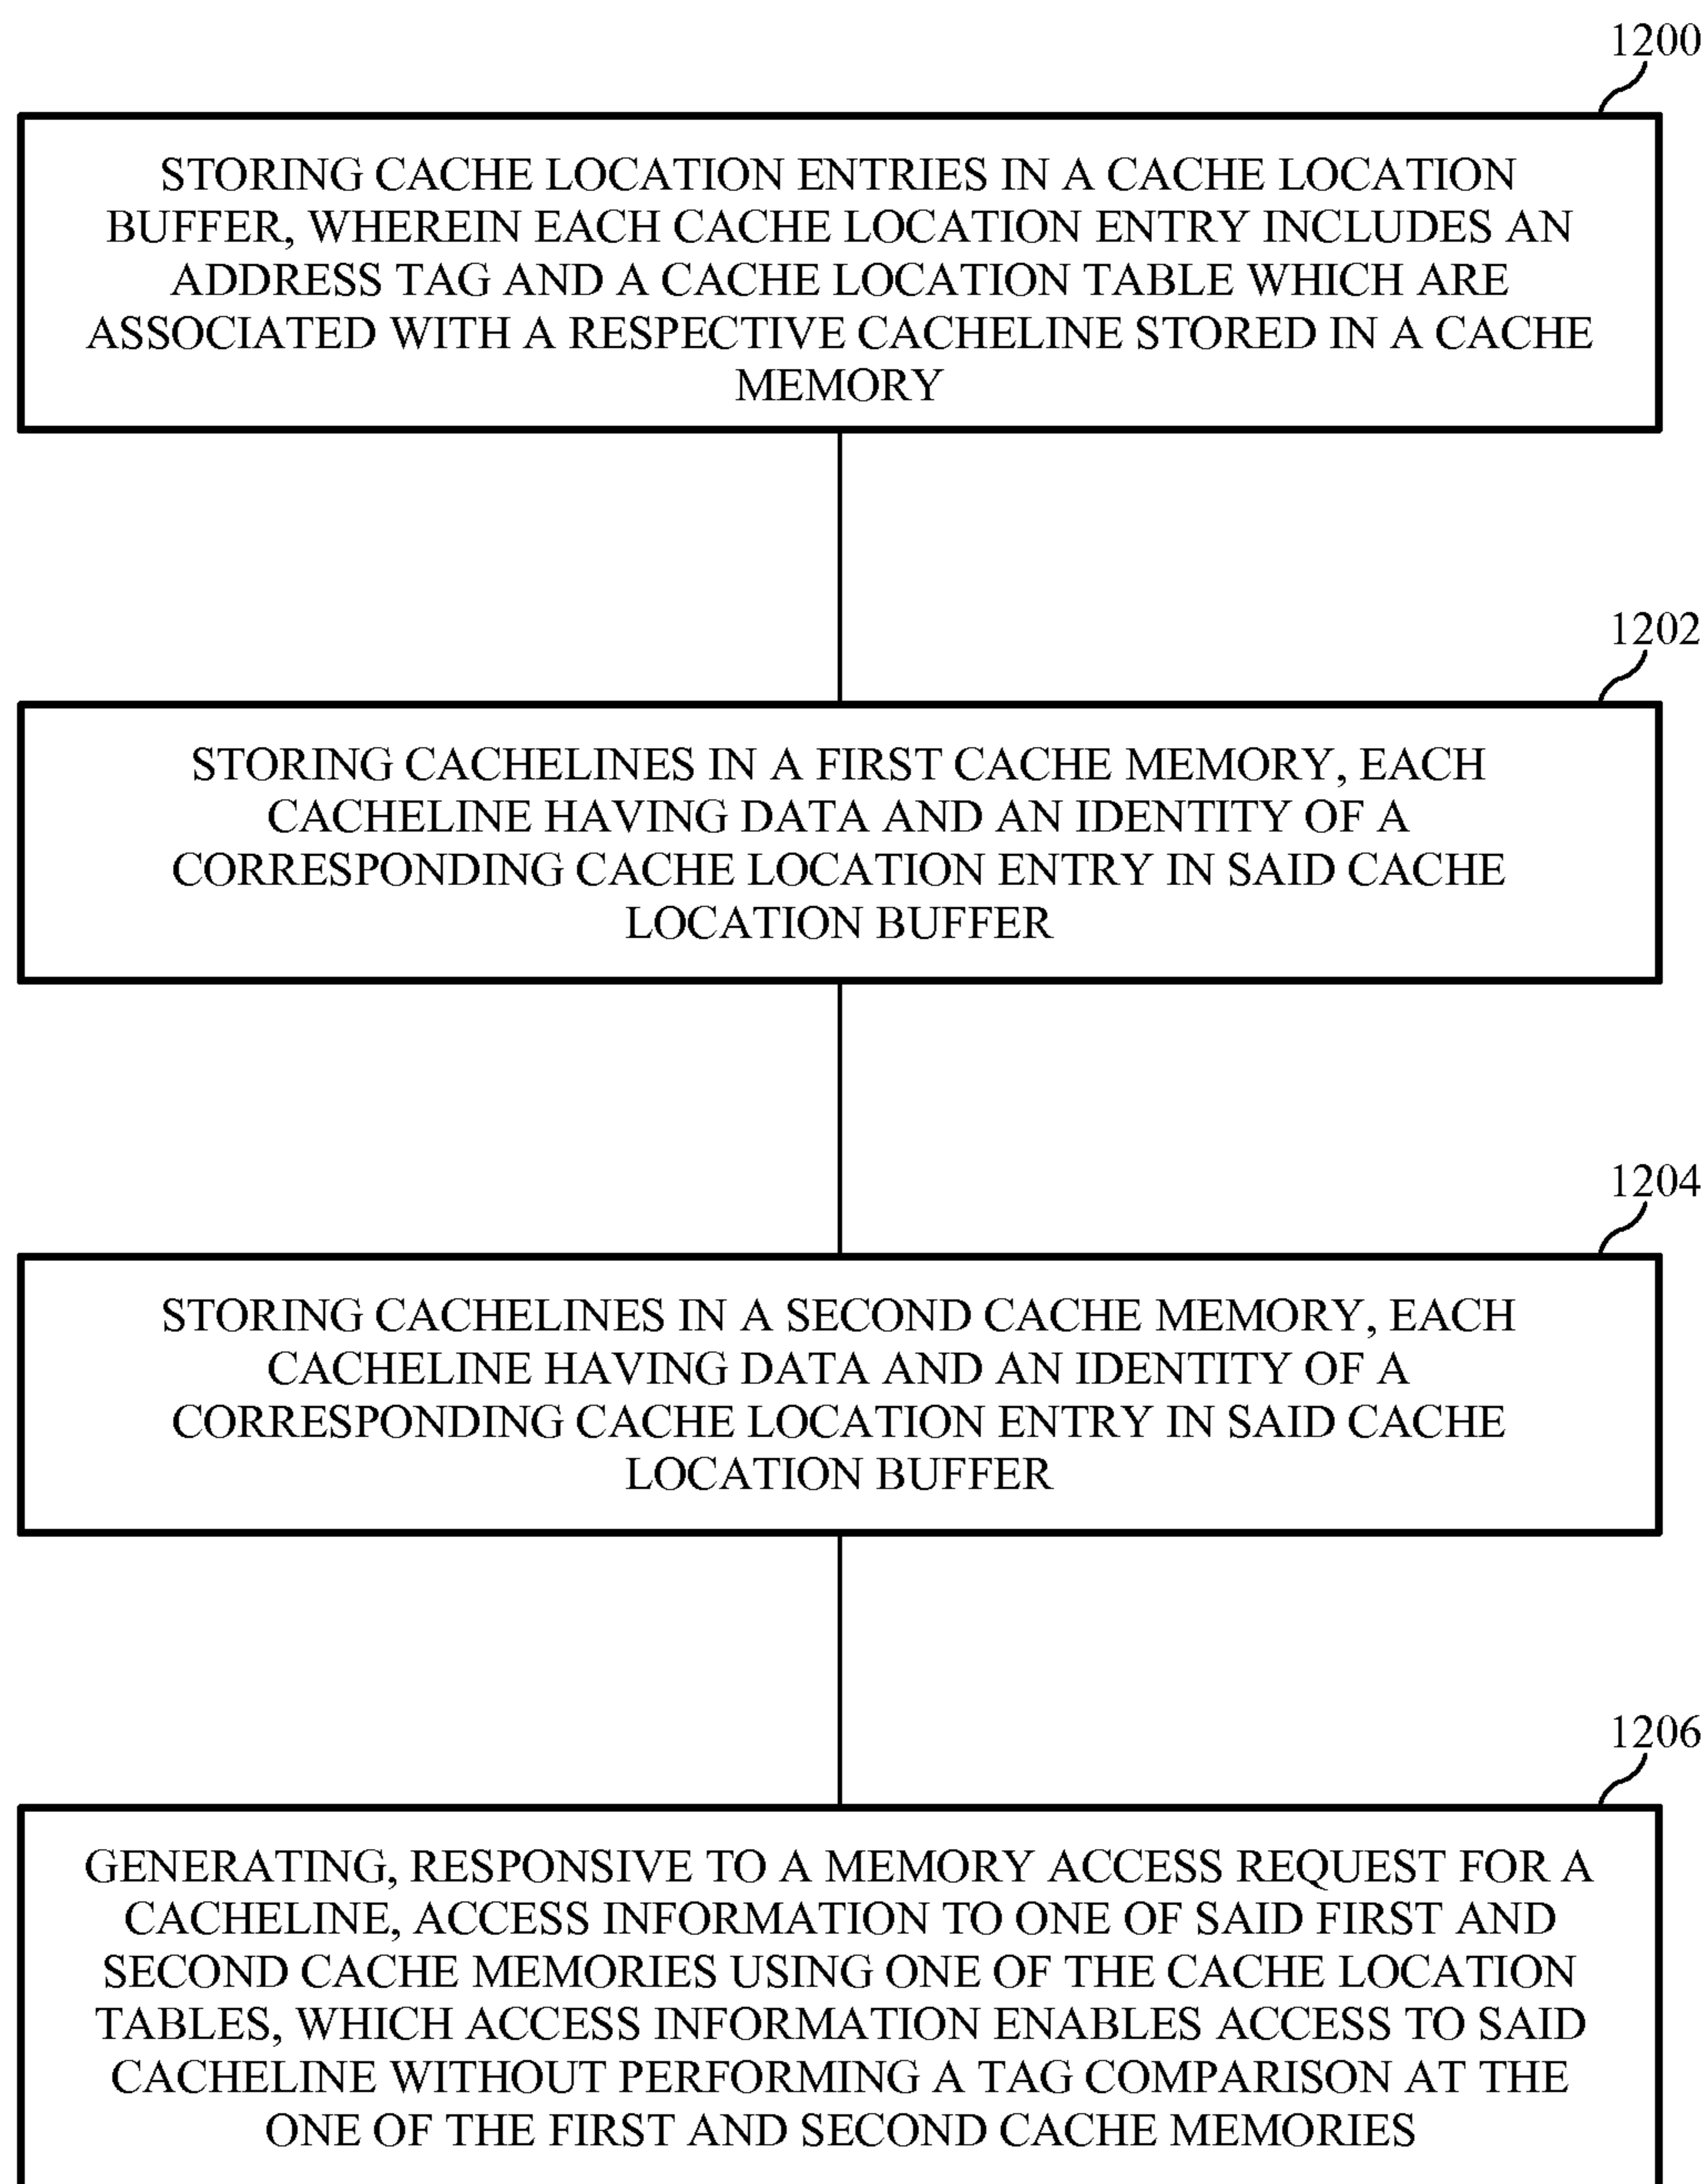 1200
STORING CACHE LOCATION ENTRIES IN A CACHE LOCATION
BUFFER, WHEREIN EACH CACHE LOCATION ENTRY INCLUDES AN
ADDRESS TAG AND A CACHE LOCATION TABLE WHICH ARE
ASSOCIATED WITH A RESPECTIVE CACHELINE STORED IN A CACHE
MEMORY
1202
STORING CACHELINES IN A FIRST CACHE MEMORY, EACH
CACHELINE HAVING DATA AND AN IDENTITY OF A
CORRESPONDING CACHE LOCATION ENTRY IN SAID CACHE
LOCATION BUFFER
1204
STORING CACHELINES IN A SECOND CACHE MEMORY, EACH
CACHELINE HAVING DATA AND AN IDENTITY OF A
CORRESPONDING CACHE LOCATION ENTRY IN SAID CACHE
LOCATION BUFFER
1206
GENERATING, RESPONSIVE TO A MEMORY ACCESS REQUEST FOR A
CACHELINE, ACCESS INFORMATION TO ONE OF SAID FIRST AND
SECOND CACHE MEMORIES USING ONE OF THE CACHE LOCATION
TABLES, WHICH ACCESS INFORMATION ENABLES ACCESS TO SAID
CACHELINE WITHOUT PERFORMING A TAG COMPARISON AT THE
ONE OF THE FIRST AND SECOND CACHE MEMORIES